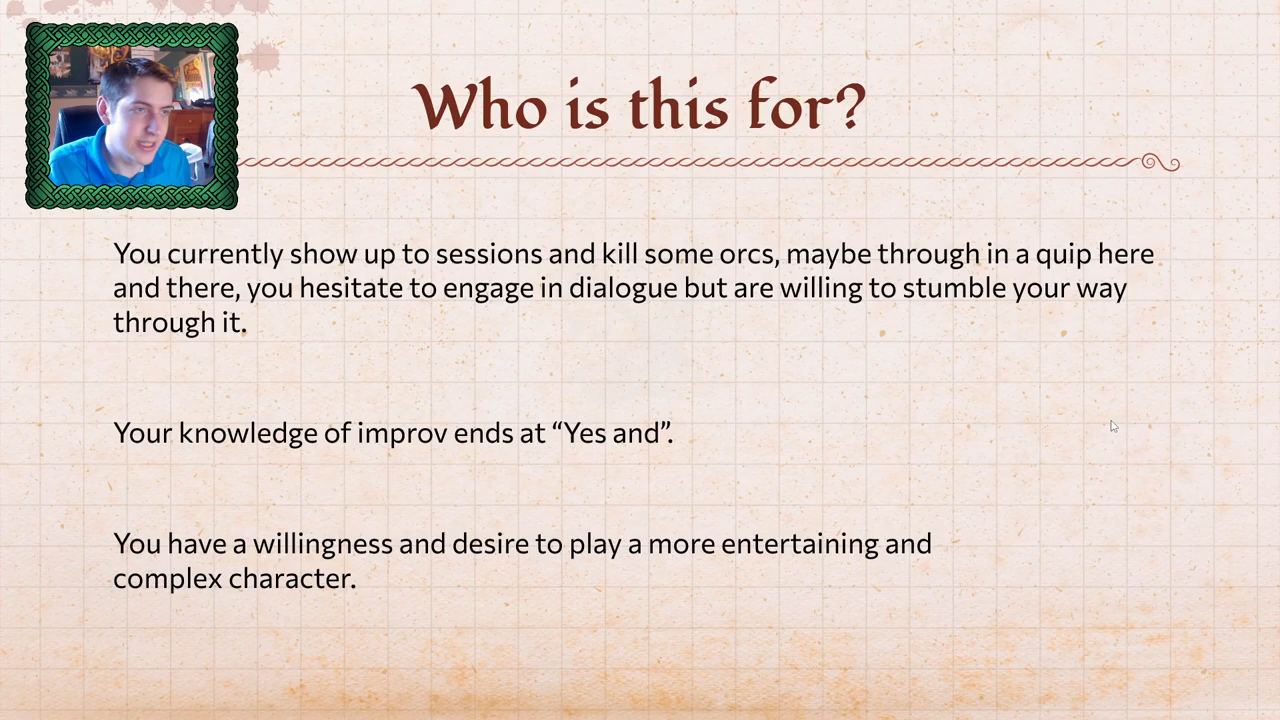 Who is this for?
You currently show up to sessions and kill some orcs, maybe through in a quip here
and there, you hesitate to engage in dialogue but are willing to stumble your way
through it.
Your knowledge of improv ends at “Yes and”.
You have a willingness and desire to play a more entertaining and
complex character.